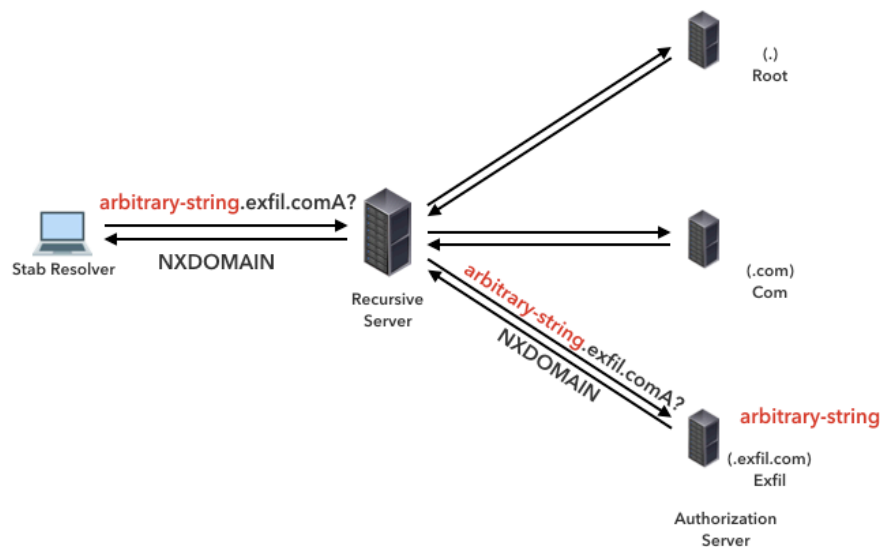 (.)
Root
arbitrary-string.exfil.comA?
NXDOMAIN
Stab Resolver
Recursive
Server
(.com)
Com
arbitrary-string.exfil.comA?
NXDOMAIN
arbitrary-string
(.exfil.com)
Exfil
Authorization
Server